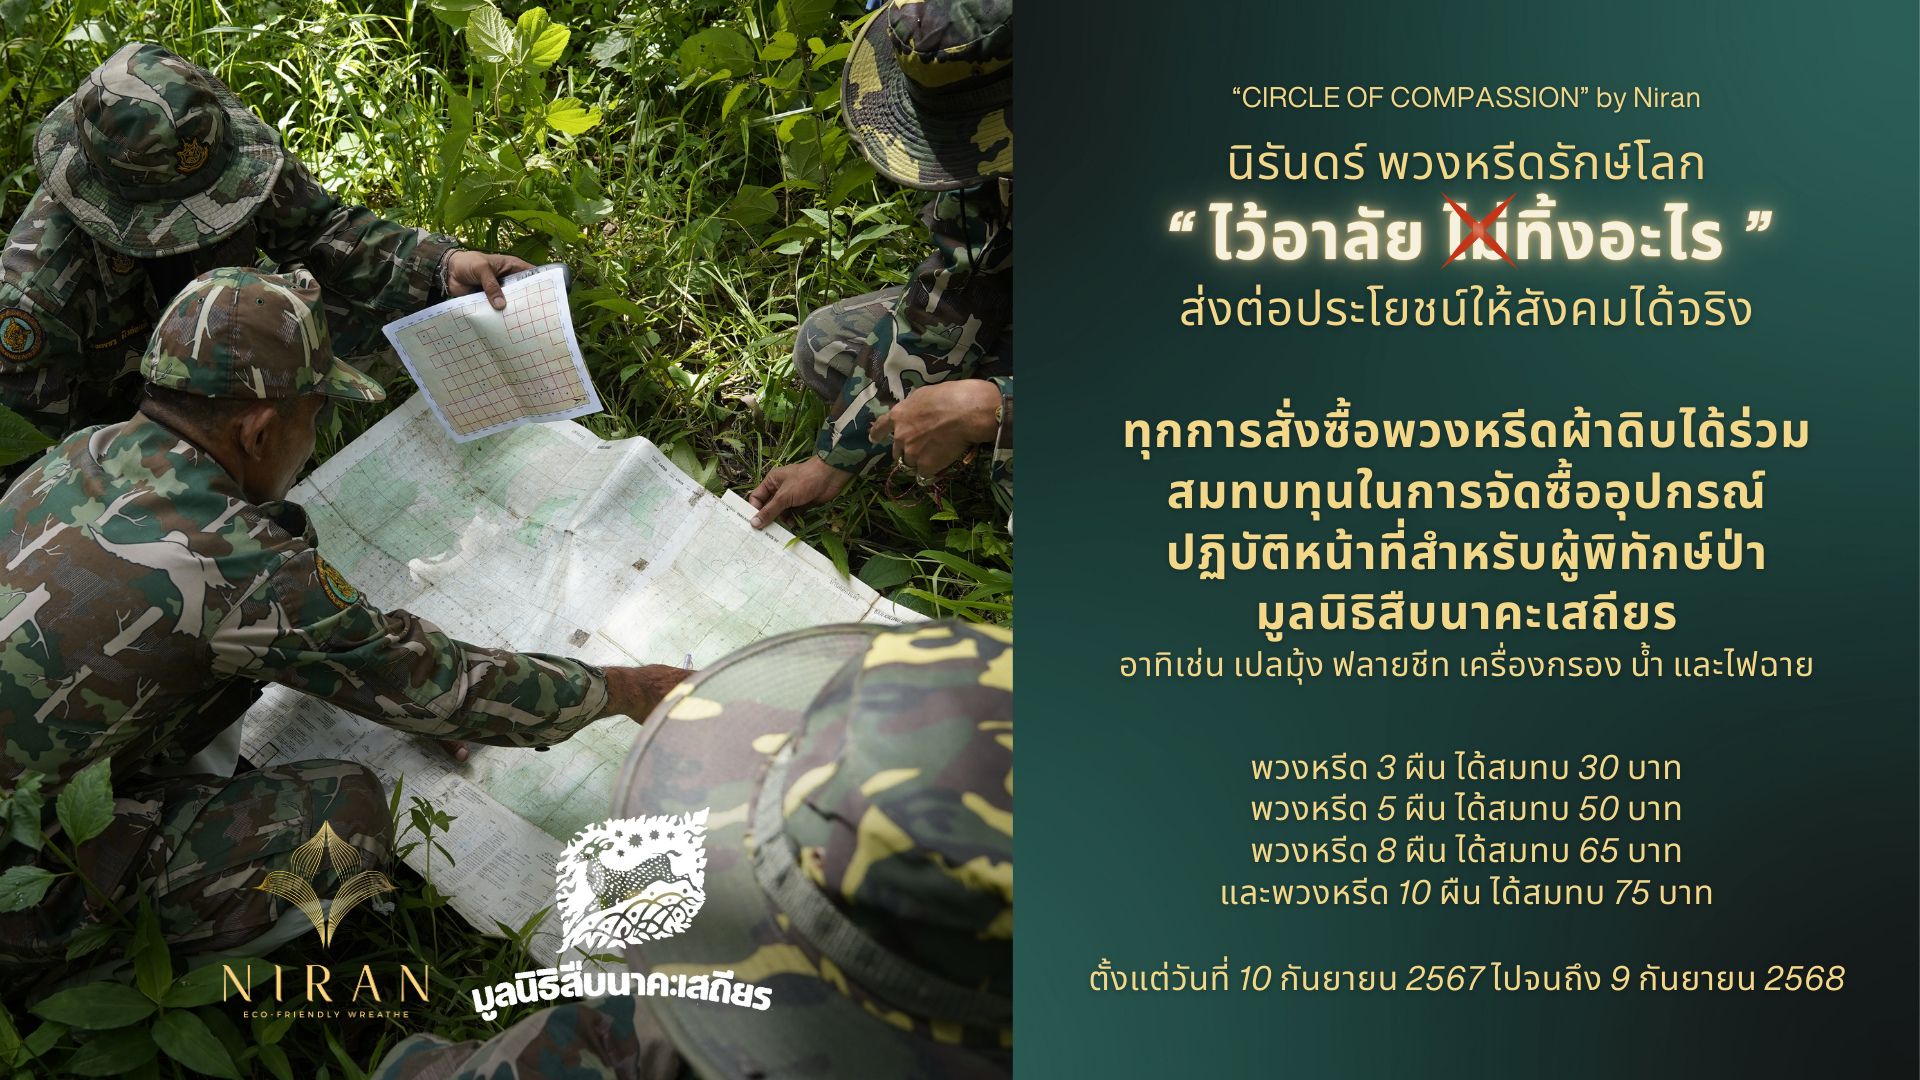 “CIRCLE OF COMPASSION” by Niran
นิรันดร์ พวงหรีดรักษ์โลก
“ ไว้อาลัย ไม่ทิ้งอะไร ”
ส่งต่อประโยชน์ให้สังคมได้จริง
ทุกการสั่งซื้อพวงหรีดผ้าดิบได้ร่วม
สมทบทุนในการจัดซื้ออุปกรณ์
ปฏิบัติหน้าที่สำหรับผู้พิทักษ์ป่า
มูลนิธิสืบนาคะเสถียร
อาทิเช่น เปลมุ้ง ฟลายชีท เครื่องกรอง น้ำ และไฟฉาย
พวงหรีด 3 ผืน ได้สมทบ 30 บาท
พวงหรีด 5 ผืน ได้สมทบ 50 บาท
พวงหรีด 8 ผืน ได้สมทบ 65 บาท
และพวงหรีด 10 ผืน ได้สมทบ 75 บาท
ตั้งแต่วันที่ 10 กันยายน 2567 ไปจนถึง 9 กันยายน 2568
NIRAN
ECO-FRIENDLY WREATHE
มูลนิธิสืบนาคะเสถียร